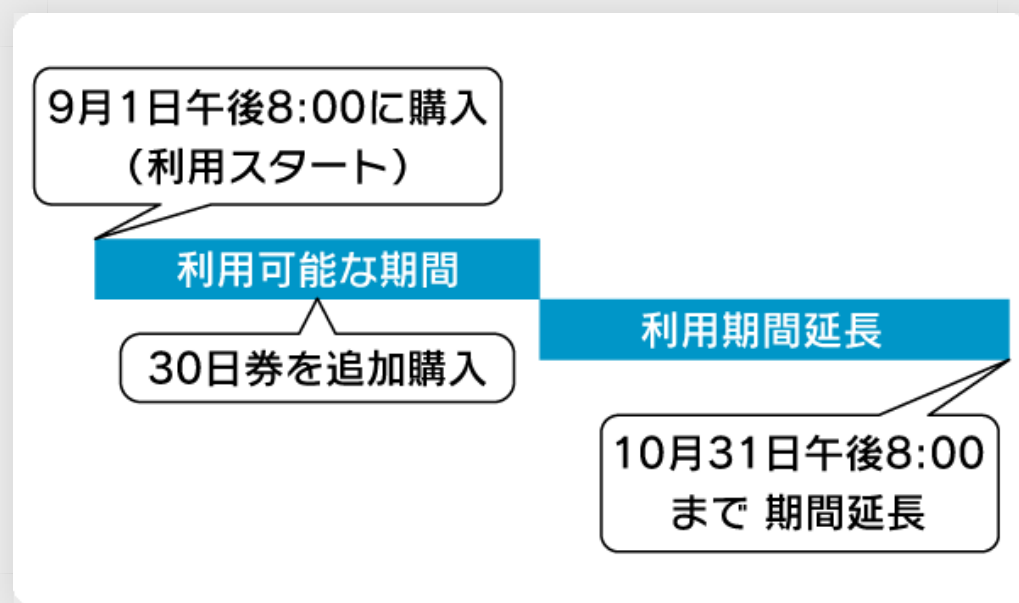 9月1日午後8:00に購入
（利用スタート）
利用可能な期間
30日券を追加購入
利用期間延長
10月31日午後8:00
まで 期間延長